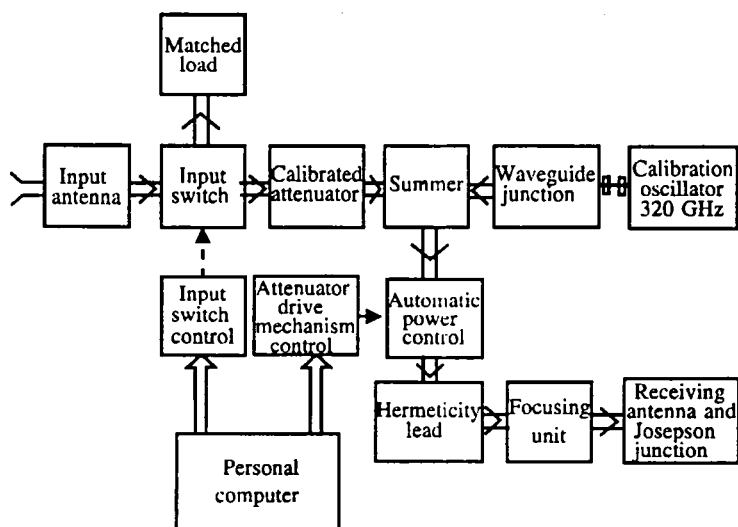 Matched
load
Input
antenna
Input
switch
Calibrated
attenuator
Summer
Waveguide
junction
Calibration
oscillator
320 GHz
Input
switch
control
Attenuator
drive
mechanism
control
Automatic
power
control
Hermeticity
lead
Focusing
unit
Receiving
antenna and
Josepson
junction
Personal
computer